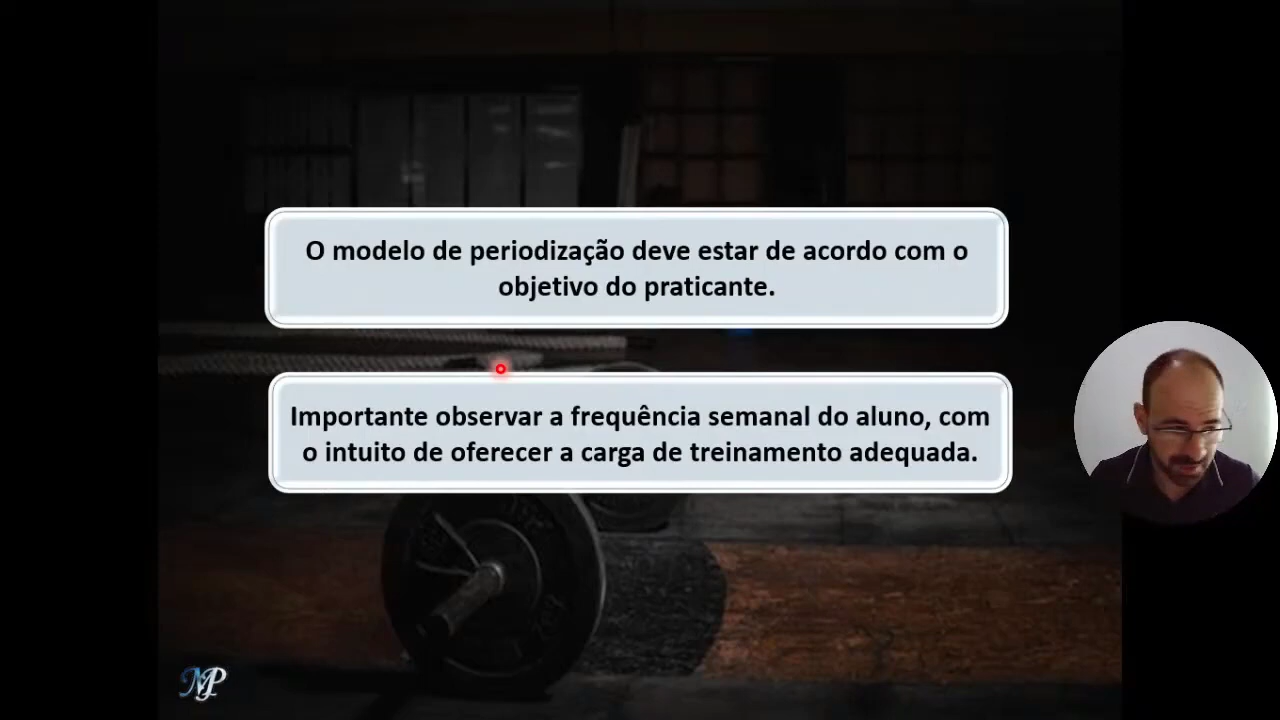 O modelo de periodização deve estar de acordo com o
objetivo do praticante.
Importante observar a frequência semanal do aluno, com
o intuito de oferecer a carga de treinamento adequada.
MP